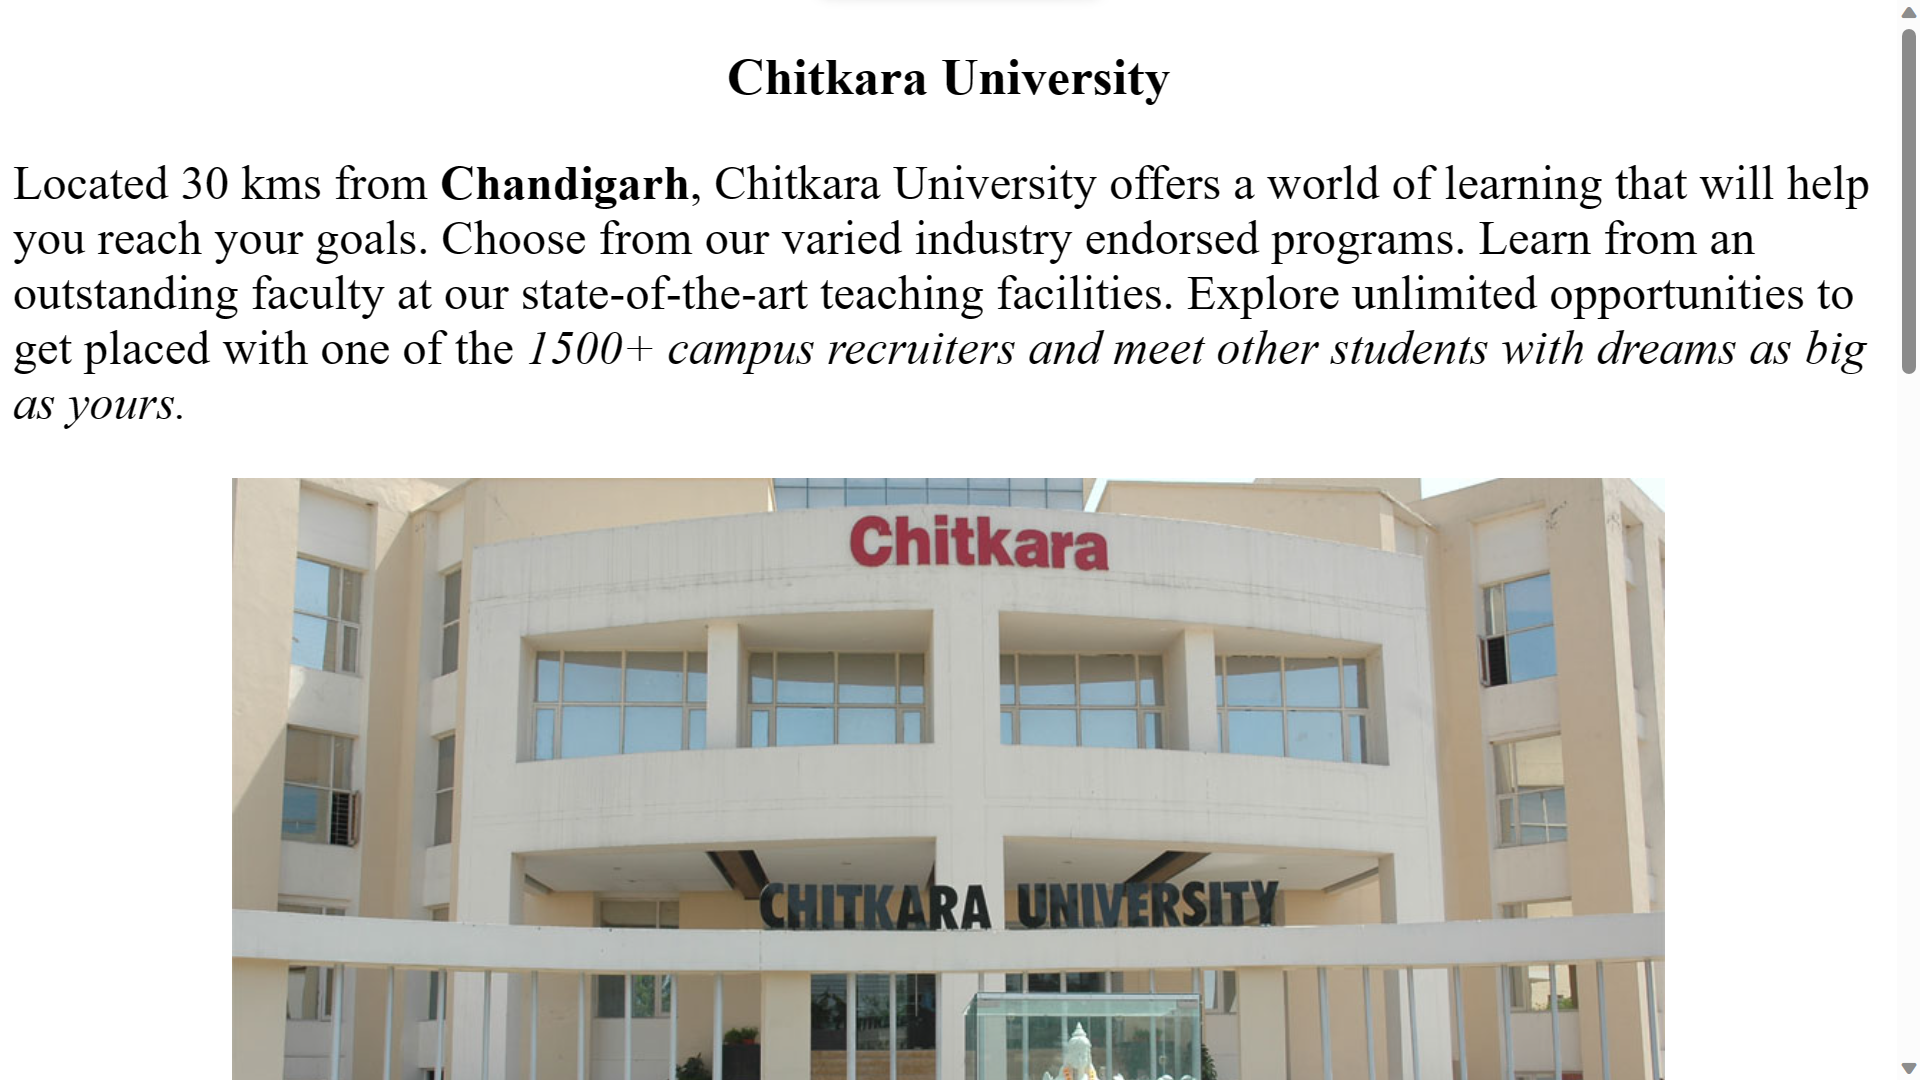 Chitkara University
Located 30 kms from Chandigarh, Chitkara University offers a world of learning that will help
you reach your goals. Choose from our varied industry endorsed programs. Learn from an
outstanding faculty at our state-of-the-art teaching facilities. Explore unlimited opportunities to
get placed with one of the 1500+ campus recruiters and meet other students with dreams as big
as yours.
Chitkara
CHITKARA UNIVERSITY